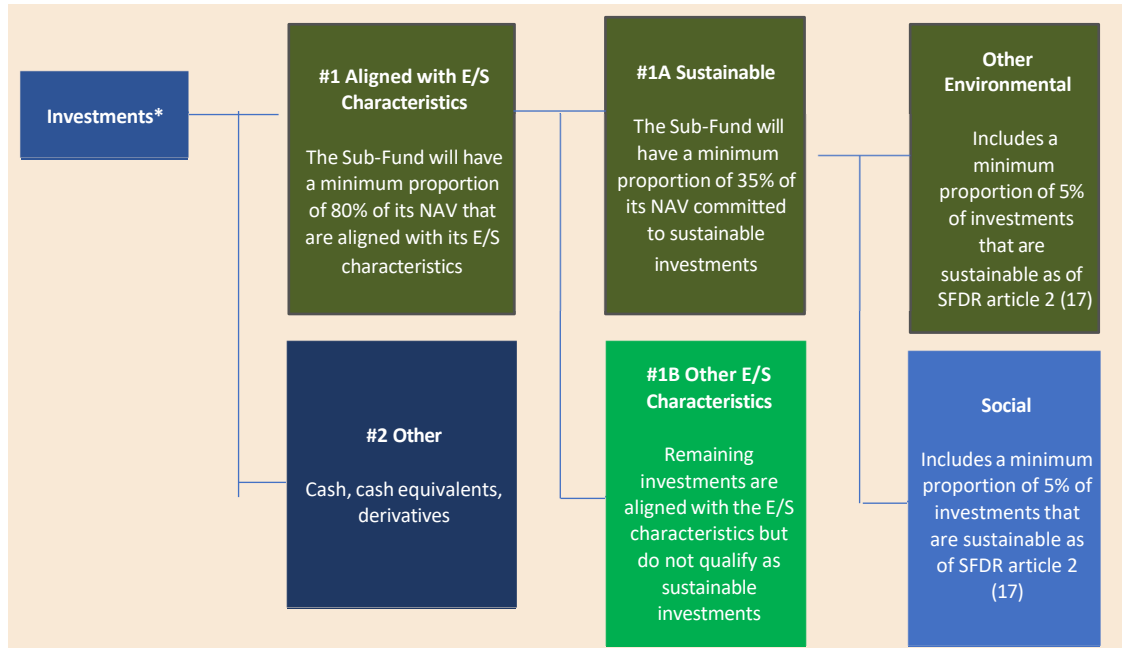 Investments*
#1 Aligned with E/S
Characteristics
The Sub-Fund will have
a minimum proportion
of 80% of its NAV that
are aligned with its E/S
characteristics
#1A Sustainable
The Sub-Fund will
have a minimum
proportion of 35% of
its NAV committed
to sustainable
investments
Other
Environmental
Includes a
minimum
proportion of 5%
of investments
that are
sustainable as of
SFDR article 2 (17)
#2 Other
Cash, cash equivalents,
derivatives
#1B Other E/S
Characteristics
Remaining
investments are
aligned with the E/S
characteristics but
do not qualify as
sustainable
investments
Social
Includes a minimum
proportion of 5% of
investments that
are sustainable as
of SFDR article 2
(17)